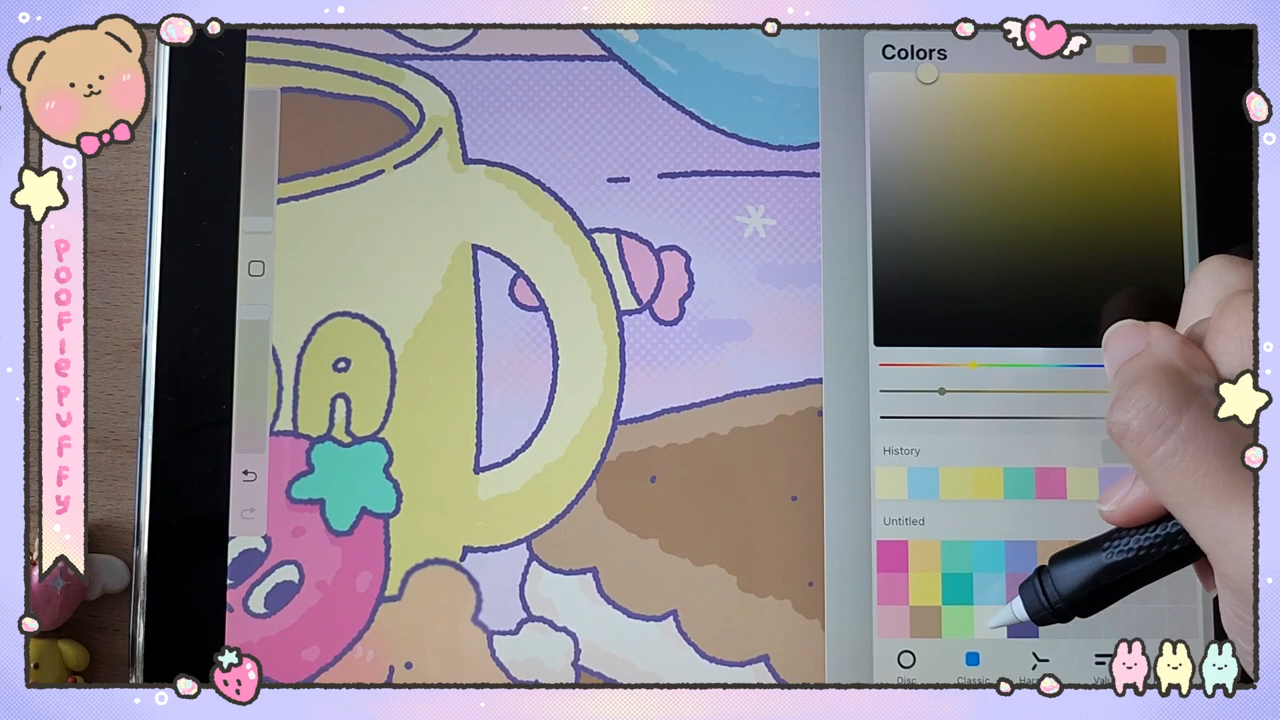 Colors
POOFIEPUFFY
A
History
Untitled
Disc
Classic